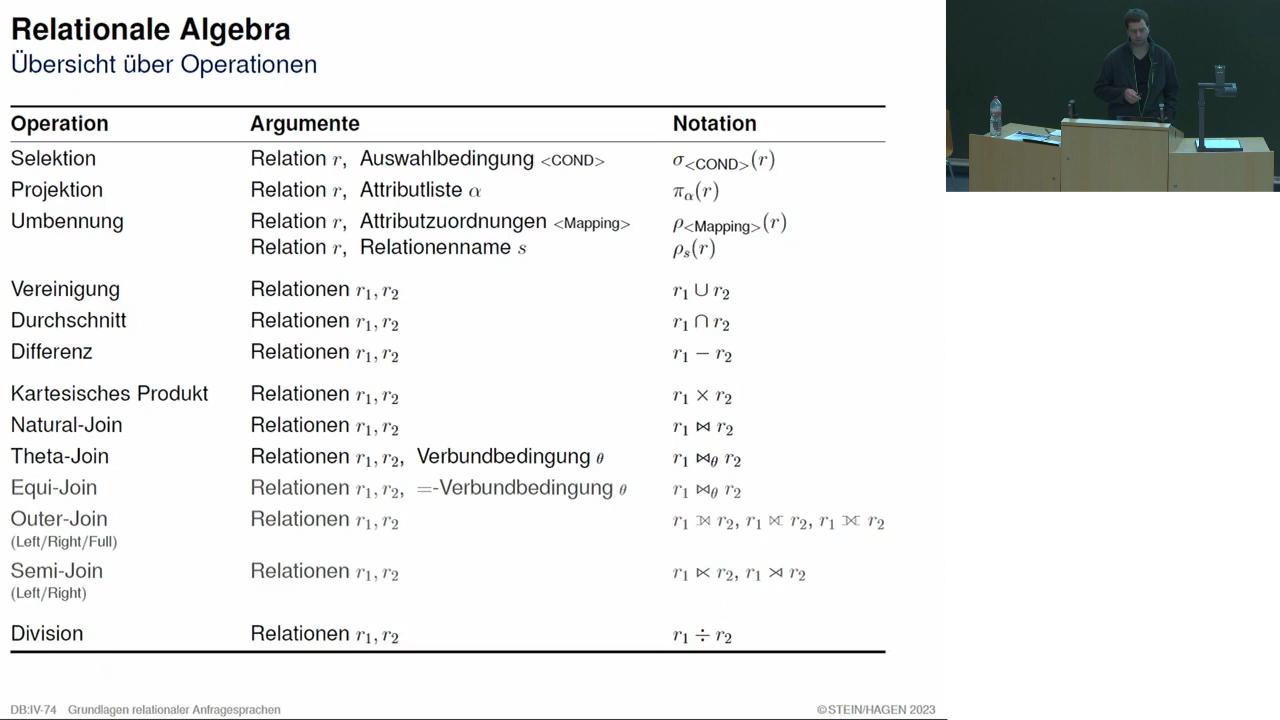 Relationale Algebra
Übersicht über Operationen
Operation Argumente Notation
Selektion Relation r, Auswahlbedingung <COND> σ<COND>(r)
Projektion Relation r, Attributliste α πα(r)
Umbennung Relation r, Attributzuordnungen <Mapping> ρ<Mapping>(r)
Relation r, Relationenname s ρs(r)
Vereinigung Relationen r1, r2 r1 ∪ r2
Durchschnitt Relationen r1, r2 r1 ∩ r2
Differenz Relationen r1, r2 r1 − r2
Kartesisches Produkt Relationen r1, r2 r1 × r2
Natural-Join Relationen r1, r2 r1 ⋈ r2
Theta-Join Relationen r1, r2, Verbundbedingung θ r1 ⋈θ r2
Equi-Join Relationen r1, r2, =-Verbundbedingung θ r1 ⋈θ r2
Outer-Join Relationen r1, r2 r1 ⟕ r2, r1 ⟖ r2, r1 ⟗ r2
(Left/Right/Full)
Semi-Join Relationen r1, r2 r1 ⋉ r2, r1 ⋊ r2
(Left/Right)
Division Relationen r1, r2 r1 ÷ r2
DB:IV-74 Grundlagen relationaler Anfragesprachen ©STEIN/HAGEN 2023